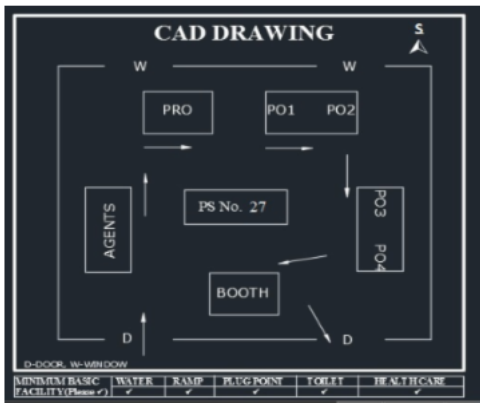 CAD DRAWING
S
W W
PRO
PO1 PO2
AGENTS
PS No. 27
PO3
PO4
BOOTH
D D
D-DOOR, W-WINDOW
MINIMUM BASIC WATER RAMP PLUG POINT TOILET HEALTH CARE
FACILITY(Please ✓) ✓ ✓ ✓ ✓ ✓